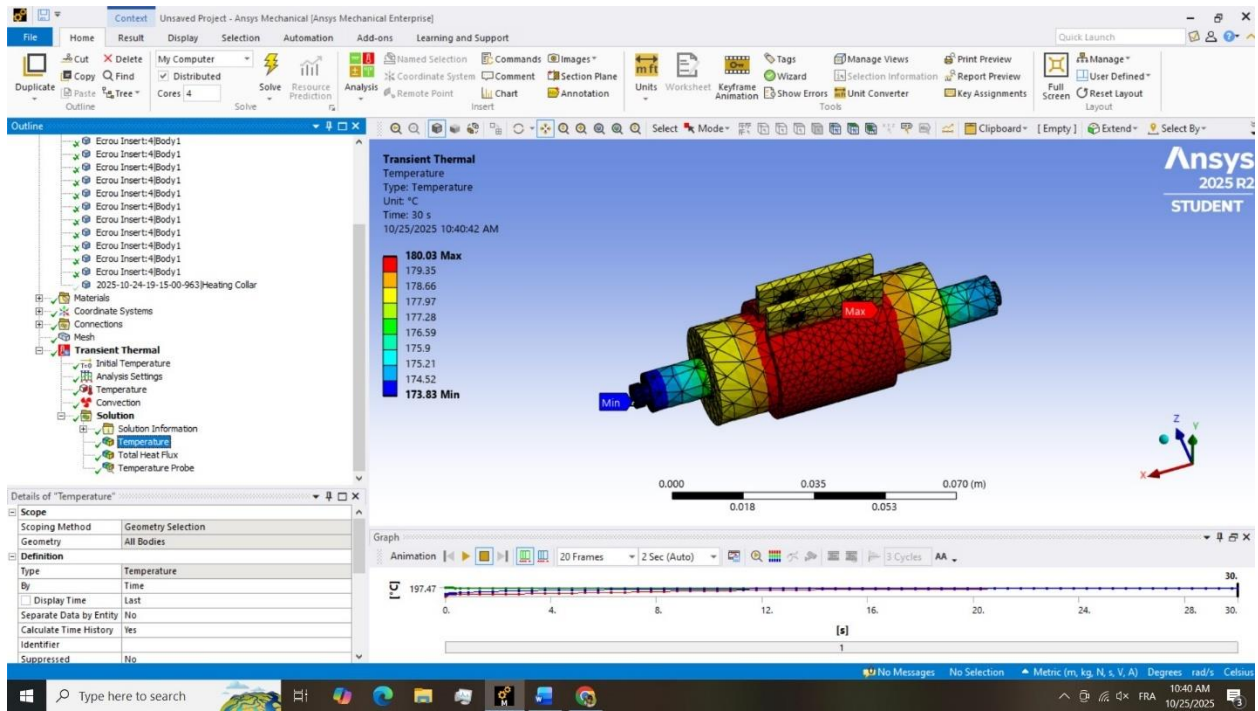 Context
Unsaved Project - Ansys Mechanical [Ansys Mechanical Enterprise]
File Home Result Display Selection Automation Add-ons Learning and Support
Quick Launch
Duplicate
Cut
Copy
Paste
Delete
Find
Tree
Outline
My Computer
Distributed
Cores 4
Solve
Resource Prediction
Solve
Analysis
Named Selection
Coordinate System
Remote Point
Commands
Comment
Chart
Images
Section Plane
Annotation
Insert
mft
Units
Worksheet
Keyframe Animation
Tags
Wizard
Show Errors
Manage Views
Selection Information
Unit Converter
Print Preview
Report Preview
Key Assignments
Tools
Full Screen
Manage
User Defined
Reset Layout
Layout
Outline
Select Mode Clipboard [Empty] Extend Select By
Ecrou Insert:4|Body1
Ecrou Insert:4|Body1
Ecrou Insert:4|Body1
Ecrou Insert:4|Body1
Ecrou Insert:4|Body1
Ecrou Insert:4|Body1
Ecrou Insert:4|Body1
Ecrou Insert:4|Body1
Ecrou Insert:4|Body1
Ecrou Insert:4|Body1
Ecrou Insert:4|Body1
2025-10-24-19-15-00-963|Heating Collar
Materials
Coordinate Systems
Connections
Mesh
Transient Thermal
Initial Temperature
Analysis Settings
Temperature
Convection
Solution
Solution Information
Temperature
Total Heat Flux
Temperature Probe
Details of "Temperature"
Scope
Scoping Method Geometry Selection
Geometry All Bodies
Definition
Type Temperature
By Time
Display Time Last
Separate Data by Entity No
Calculate Time History Yes
Identifier
Suppressed No
Transient Thermal
Temperature
Type: Temperature
Unit: °C
Time: 30 s
10/25/2025 10:40:42 AM
180.03 Max
179.35
178.66
177.97
177.28
176.59
175.9
175.21
174.52
173.83 Min
Ansys
2025 R2
STUDENT
Max
Min
Z
Y
X
0.000 0.035 0.070 (m)
0.018 0.053
Graph
Animation 20 Frames 2 Sec (Auto) 3 Cycles AA
[°C]
197.47
30.
0. 4. 8. 12. 16. 20. 24. 28. 30.
[s]
1
No Messages No Selection Metric (m, kg, N, s, V, A) Degrees rad/s Celsius
Type here to search
M
FRA
10:40 AM
10/25/2025
3